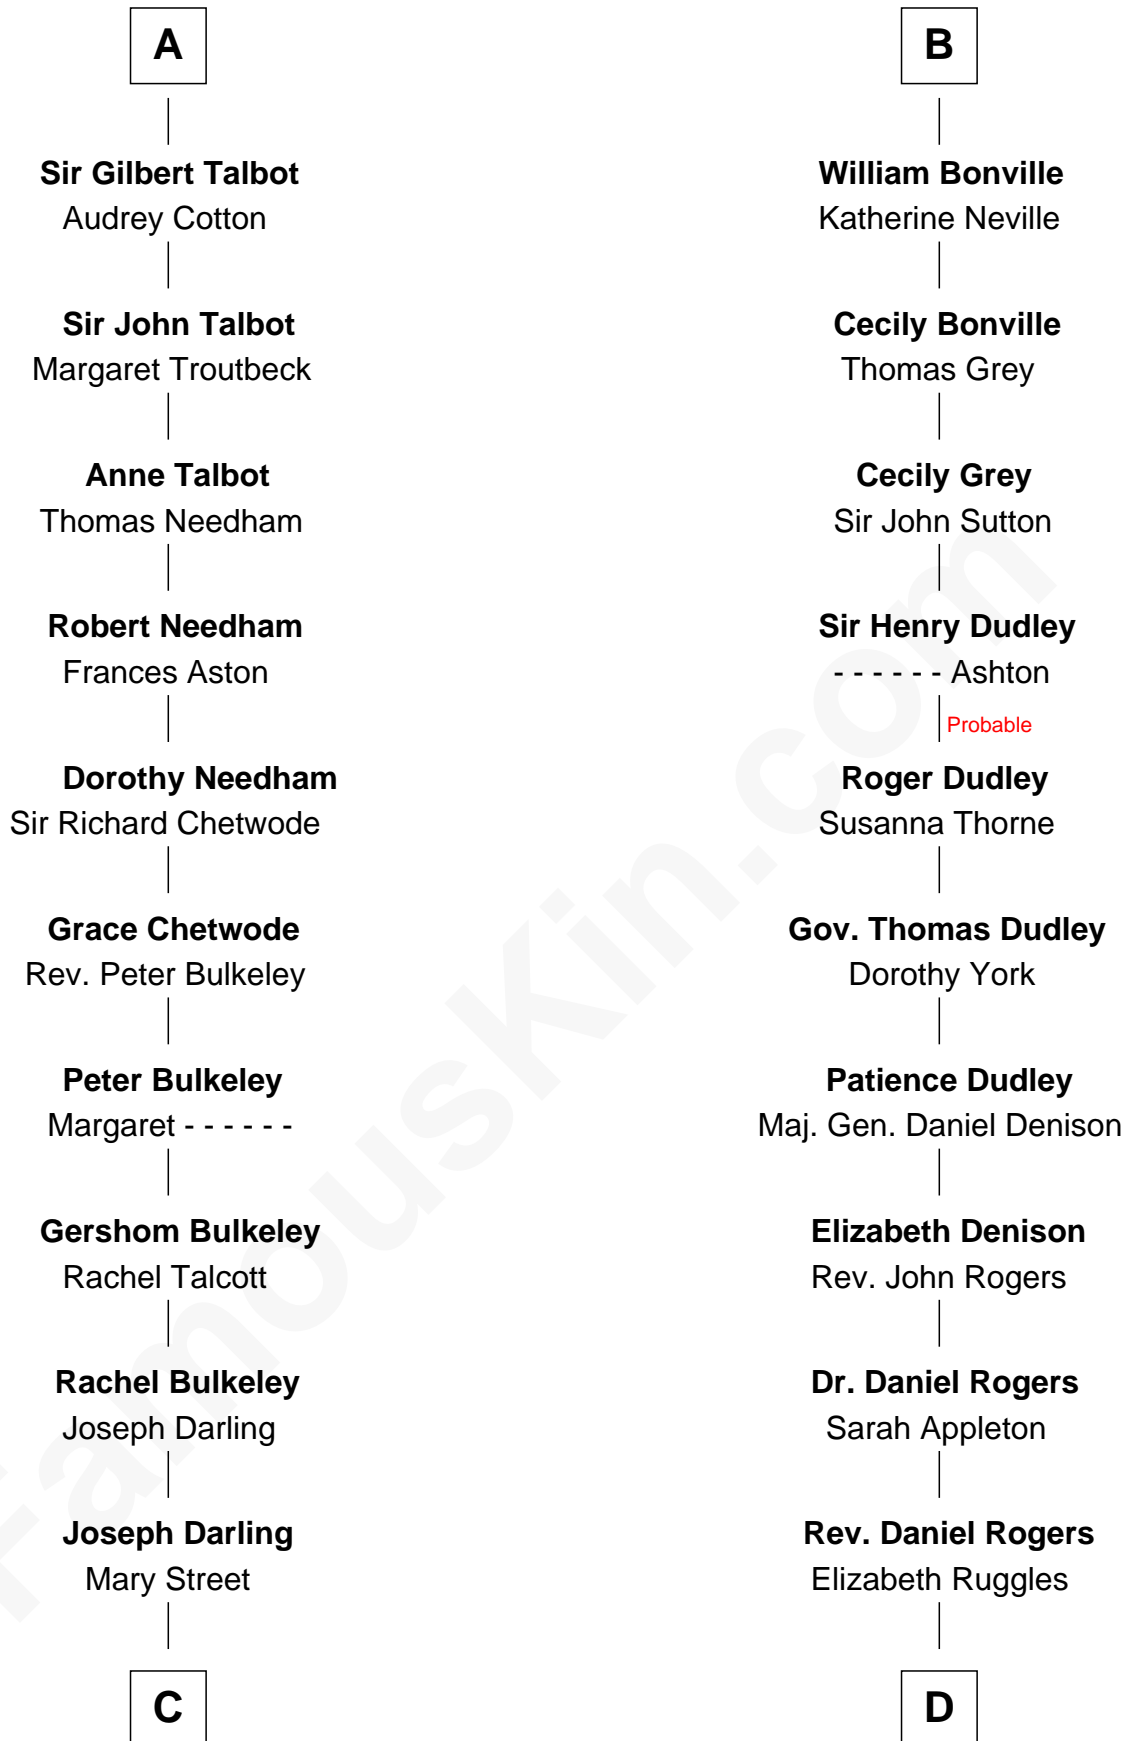 A
Sir Gilbert Talbot
Audrey Cotton
Sir John Talbot
Margaret Troutbeck
Anne Talbot
Thomas Needham
Robert Needham
Frances Aston
Dorothy Needham
Sir Richard Chetwode
Grace Chetwode
Rev. Peter Bulkeley
Peter Bulkeley
Margaret - - - - - -
Gershom Bulkeley
Rachel Talcott
Rachel Bulkeley
Joseph Darling
Joseph Darling
Mary Street
C
B
William Bonville
Katherine Neville
Cecily Bonville
Thomas Grey
Cecily Grey
Sir John Sutton
Sir Henry Dudley
- - - - - - Ashton
Probable
Roger Dudley
Susanna Thorne
Gov. Thomas Dudley
Dorothy York
Patience Dudley
Maj. Gen. Daniel Denison
Elizabeth Denison
Rev. John Rogers
Dr. Daniel Rogers
Sarah Appleton
Rev. Daniel Rogers
Elizabeth Ruggles
D
FamousKin.com